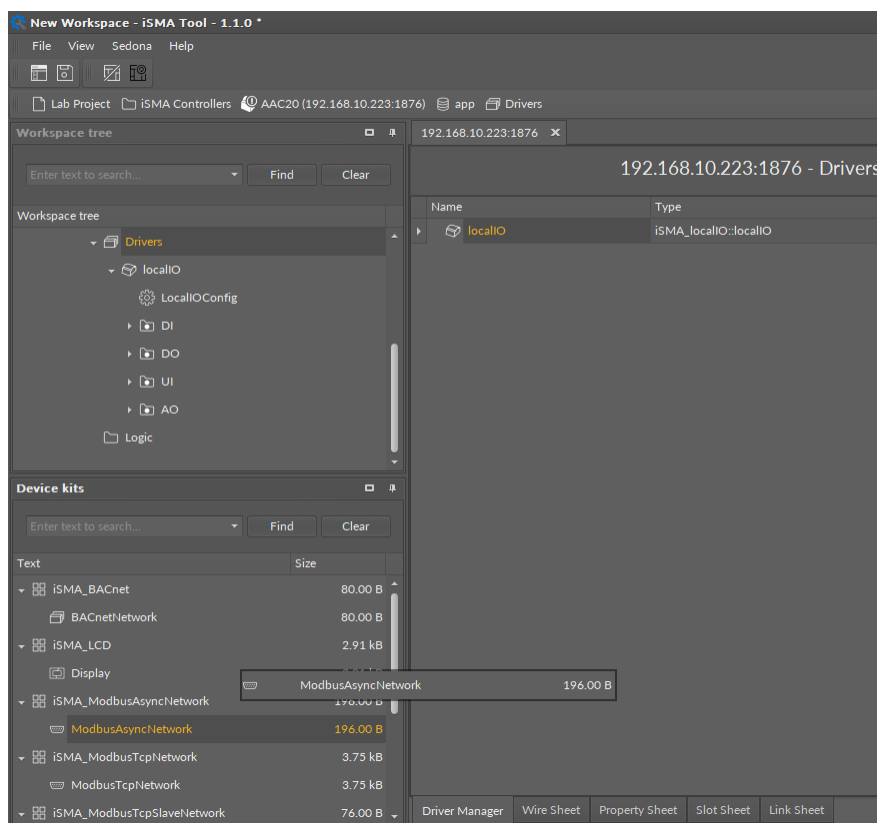 New Workspace - iSMA Tool - 1.1.0 *
File View Sedona Help
Lab Project iSMA Controllers AAC20 (192.168.10.223:1876) app Drivers
Workspace tree
Enter text to search... Find Clear
Workspace tree
Drivers
localIO
LocalIOConfig
DI
DO
UI
AO
Logic
Device kits
Enter text to search... Find Clear
Text Size
iSMA_BACnet 80.00 B
BACnetNetwork 80.00 B
iSMA_LCD 2.91 kB
Display
ModbusAsyncNetwork 196.00 B
iSMA_ModbusAsyncNetwork 196.00 B
ModbusAsyncNetwork 196.00 B
iSMA_ModbusTcpNetwork 3.75 kB
ModbusTcpNetwork 3.75 kB
iSMA_ModbusTcpSlaveNetwork 76.00 B
192.168.10.223:1876 x
192.168.10.223:1876 - Drivers
Name Type
localIO iSMA_localIO::localIO
Driver Manager Wire Sheet Property Sheet Slot Sheet Link Sheet